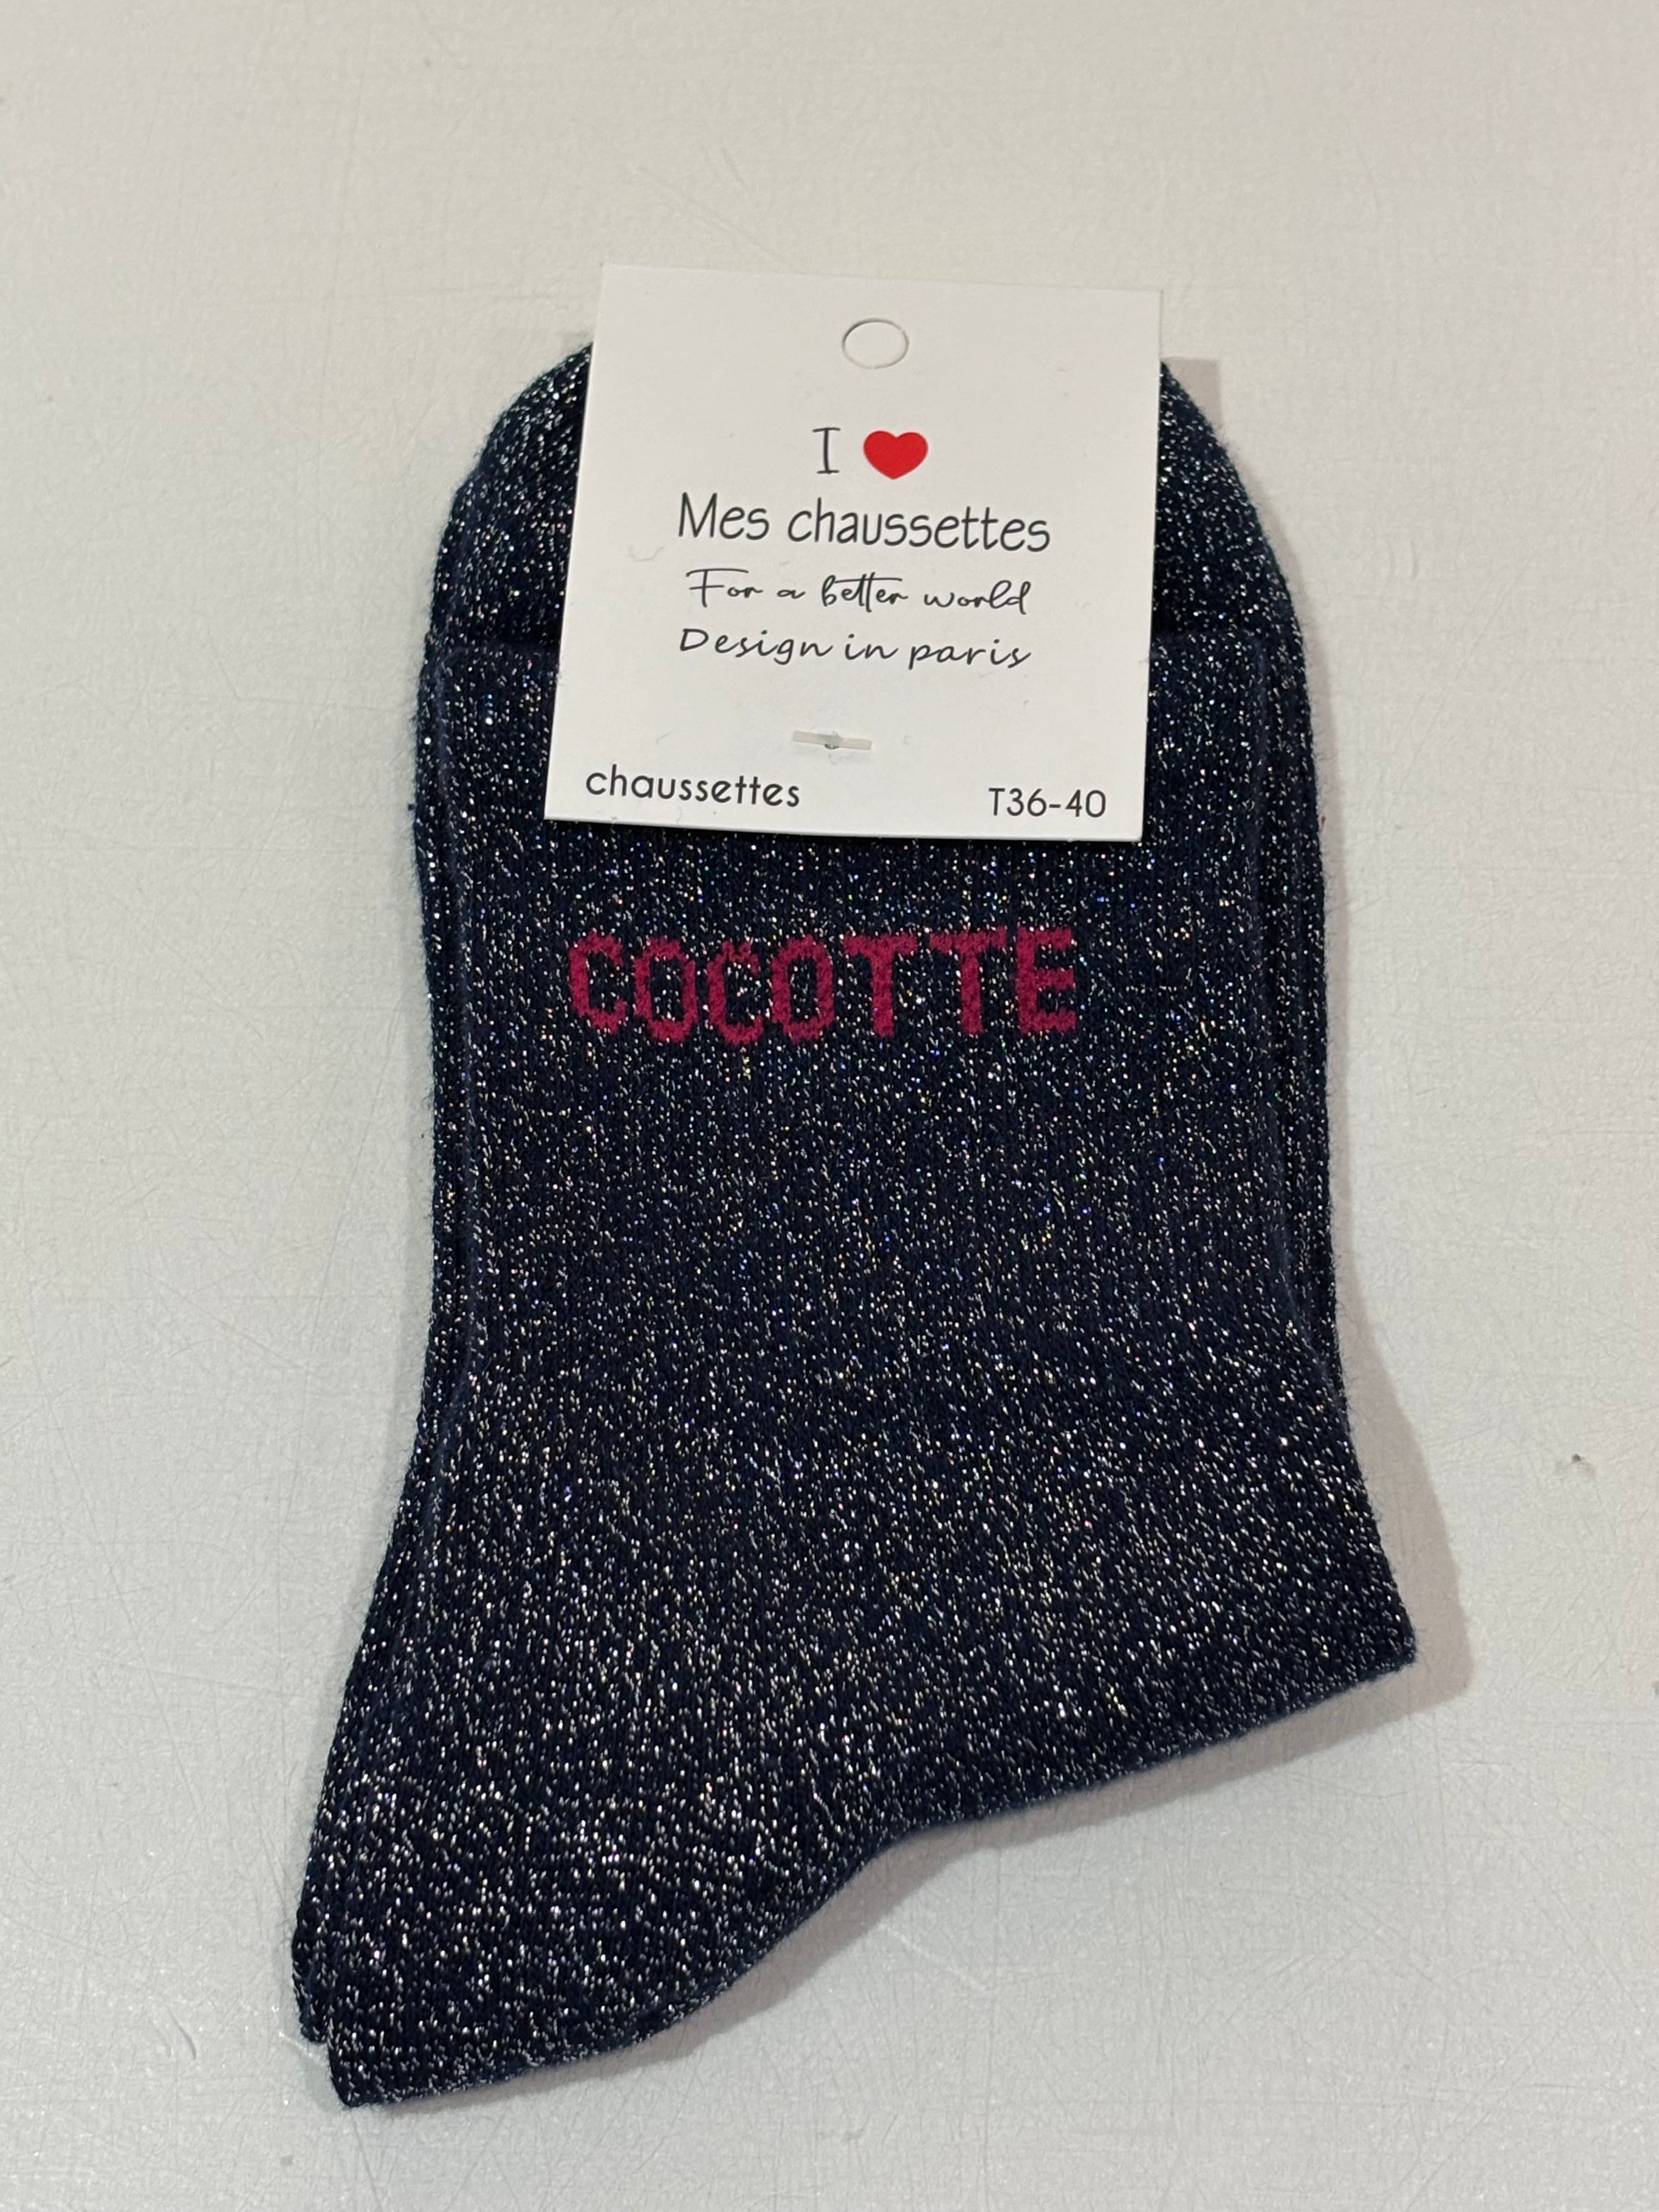 I ❤
Mes chaussettes
For a better world
Design in paris
chaussettes T36-40
COCOTTE